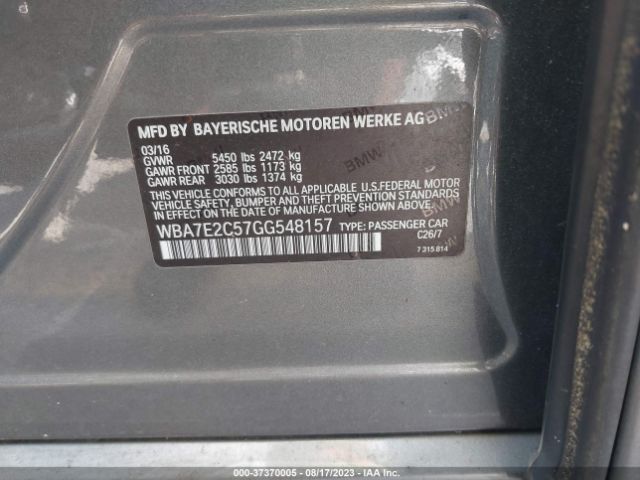 MFD BY BAYERISCHE MOTOREN WERKE AG
03/16
GVWR 5450 lbs 2472 kg
GAWR FRONT 2585 lbs 1173 kg
GAWR REAR 3030 lbs 1374 kg
THIS VEHICLE CONFORMS TO ALL APPLICABLE U.S.FEDERAL MOTOR
VEHICLE SAFETY, BUMPER AND THEFT PREVENTION STANDARDS
IN EFFECT ON THE DATE OF MANUFACTURE SHOWN ABOVE.
WBA7E2C57GG548157 TYPE: PASSENGER CAR
C26/7
7 315 814
BMW
BMW
BMW
000-37370005 - 08/17/2023 - IAA Inc.